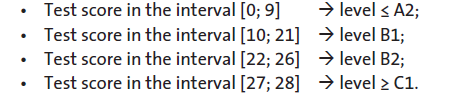 • Test score in the interval [0; 9] → level ≤ A2;
• Test score in the interval [10; 21] → level B1;
• Test score in the interval [22; 26] → level B2;
• Test score in the interval [27; 28] → level ≥ C1.